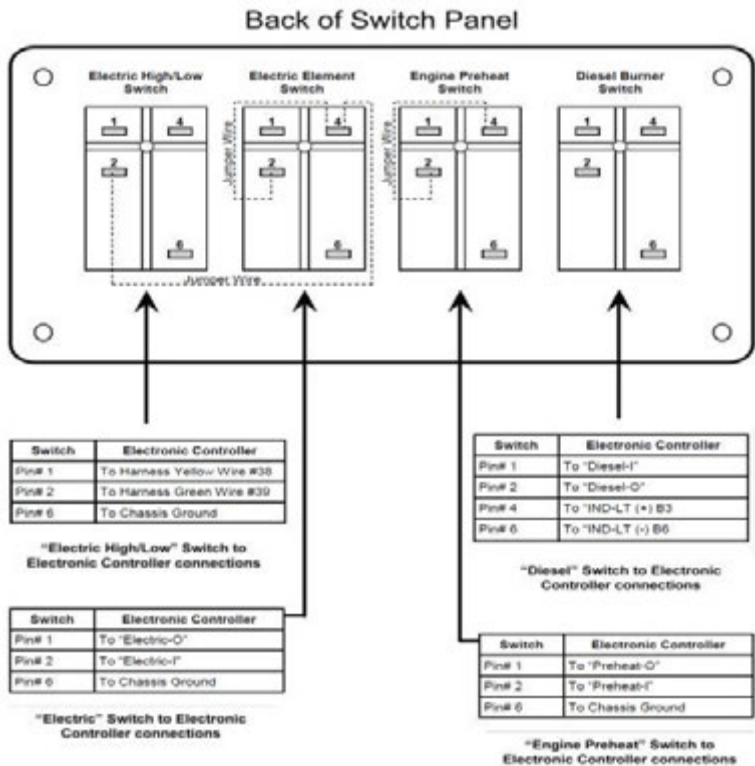 Back of Switch Panel
Electric High/Low Switch
Electric Element Switch
Engine Preheat Switch
Diesel Burner Switch
1 4
2
6
1 4
2
6
1 4
2
6
1 4
2
6
Jumper Wire
Jumper Wire
Jumper Wire
Switch Electronic Controller
Pin# 1 To Harness Yellow Wire #38
Pin# 2 To Harness Green Wire #39
Pin# 6 To Chassis Ground
"Electric High/Low" Switch to
Electronic Controller connections
Switch Electronic Controller
Pin# 1 To "Electric-O"
Pin# 2 To "Electric-I"
Pin# 6 To Chassis Ground
"Electric" Switch to Electronic
Controller connections
Switch Electronic Controller
Pin# 1 To "Diesel-I"
Pin# 2 To "Diesel-O"
Pin# 4 To "IND-LT (+) B3
Pin# 6 To "IND-LT (-) B6
"Diesel" Switch to Electronic
Controller connections
Switch Electronic Controller
Pin# 1 To "Preheat-O"
Pin# 2 To "Preheat-I"
Pin# 6 To Chassis Ground
"Engine Preheat" Switch to
Electronic Controller connections